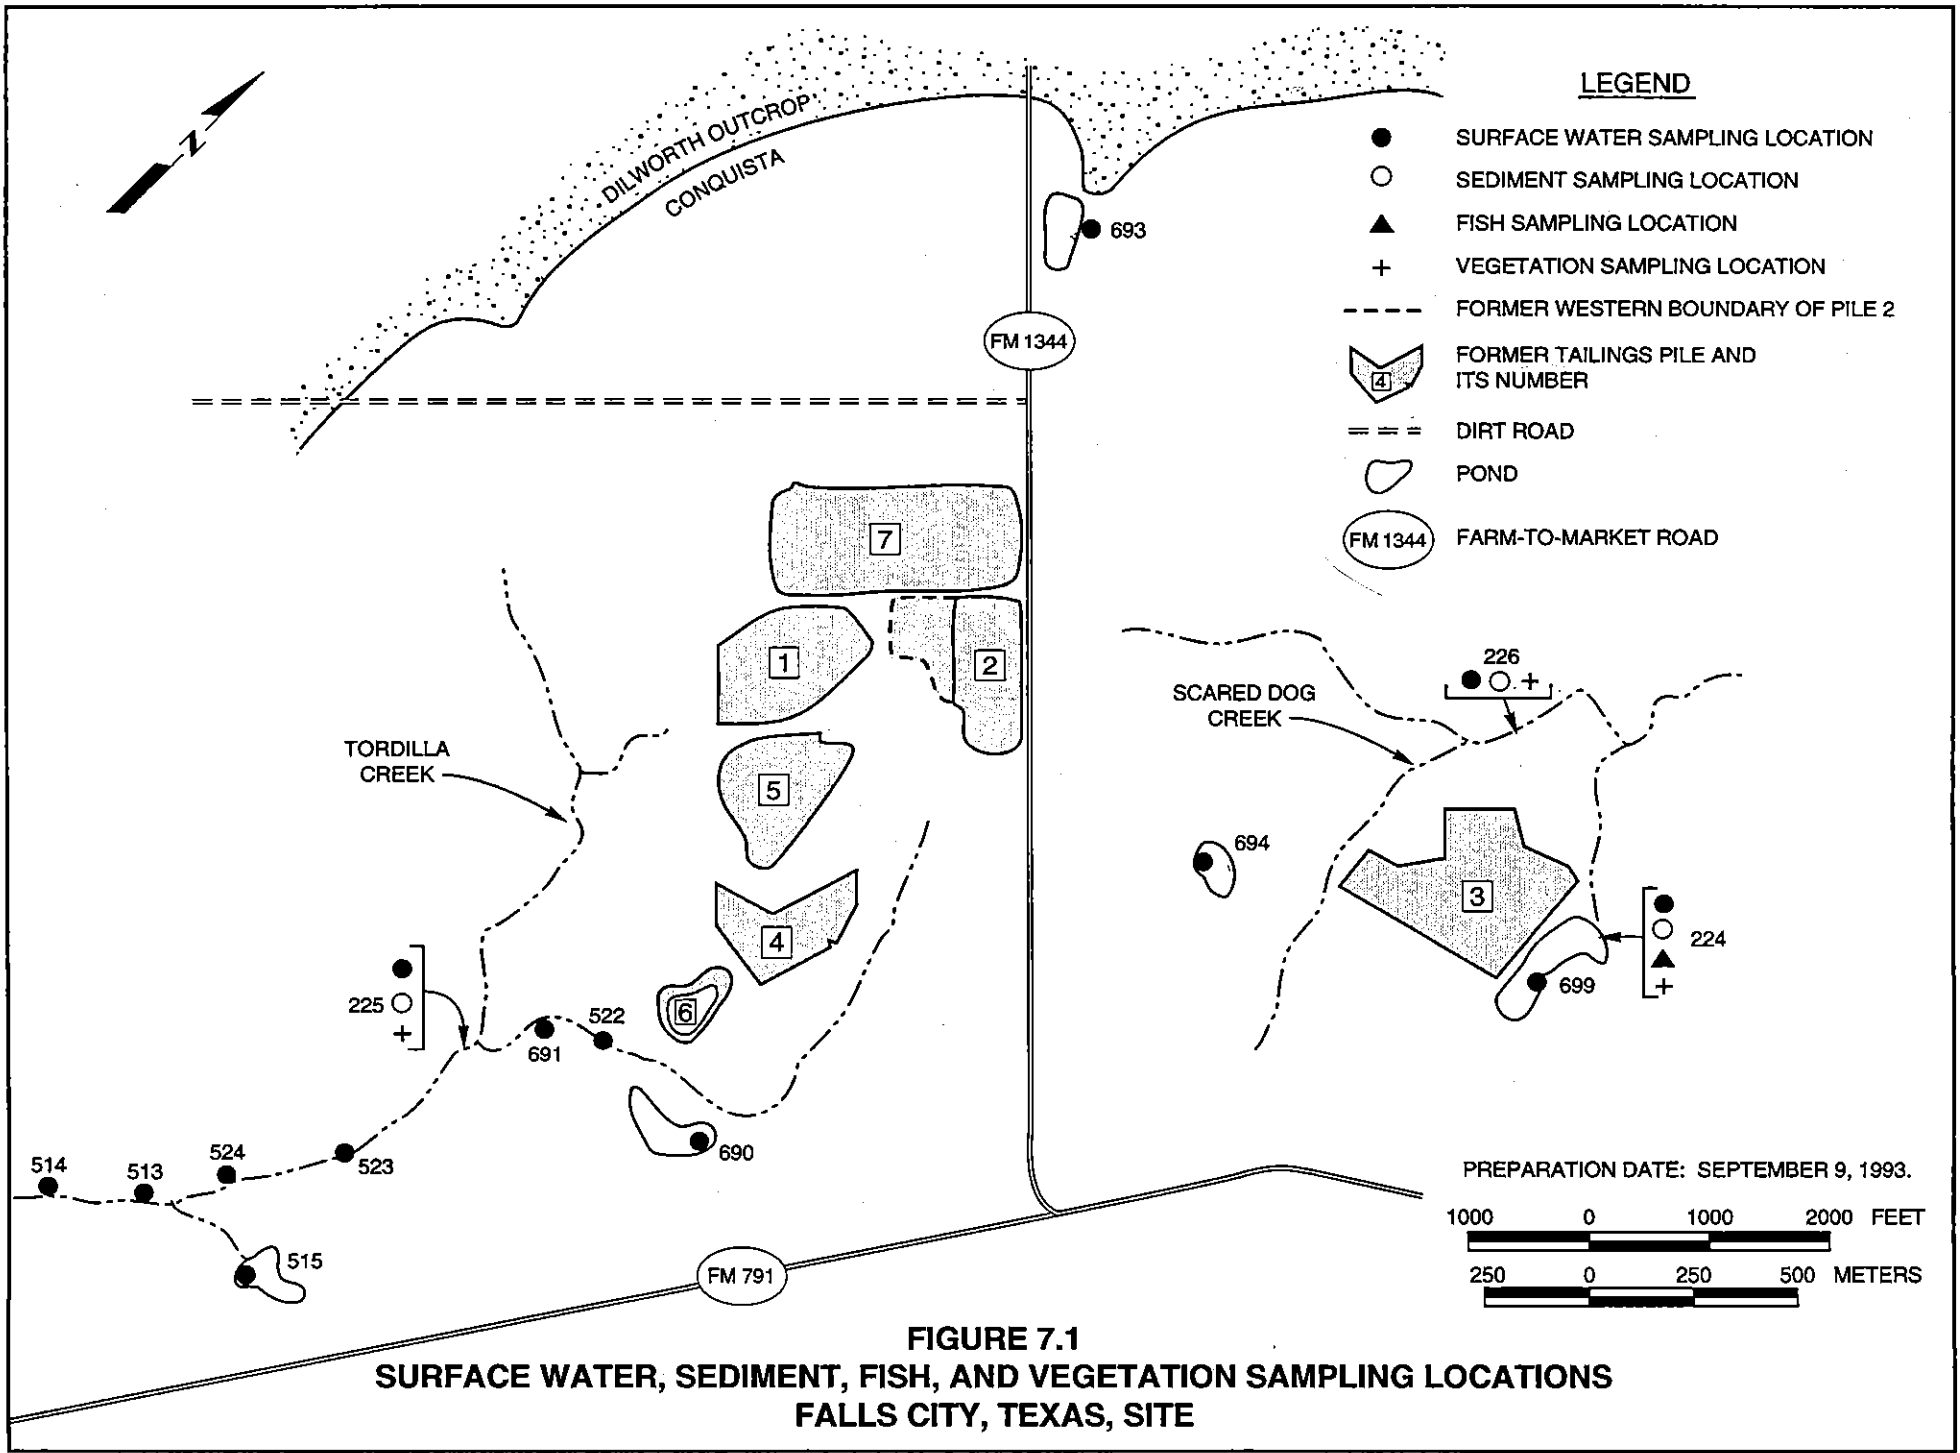 LEGEND
SURFACE WATER SAMPLING LOCATION
SEDIMENT SAMPLING LOCATION
FISH SAMPLING LOCATION
VEGETATION SAMPLING LOCATION
FORMER WESTERN BOUNDARY OF PILE 2
4
FORMER TAILINGS PILE AND
ITS NUMBER
DIRT ROAD
POND
FM 1344
FARM-TO-MARKET ROAD
N
DILWORTH OUTCROP
CONQUISTA
693
FM 1344
7
1
2
5
4
6
TORDILLA
CREEK
SCARED DOG
CREEK
226
694
3
224
699
225
691
522
690
514
513
524
523
515
FM 791
PREPARATION DATE: SEPTEMBER 9, 1993.
1000 0 1000 2000 FEET
250 0 250 500 METERS
FIGURE 7.1
SURFACE WATER, SEDIMENT, FISH, AND VEGETATION SAMPLING LOCATIONS
FALLS CITY, TEXAS, SITE